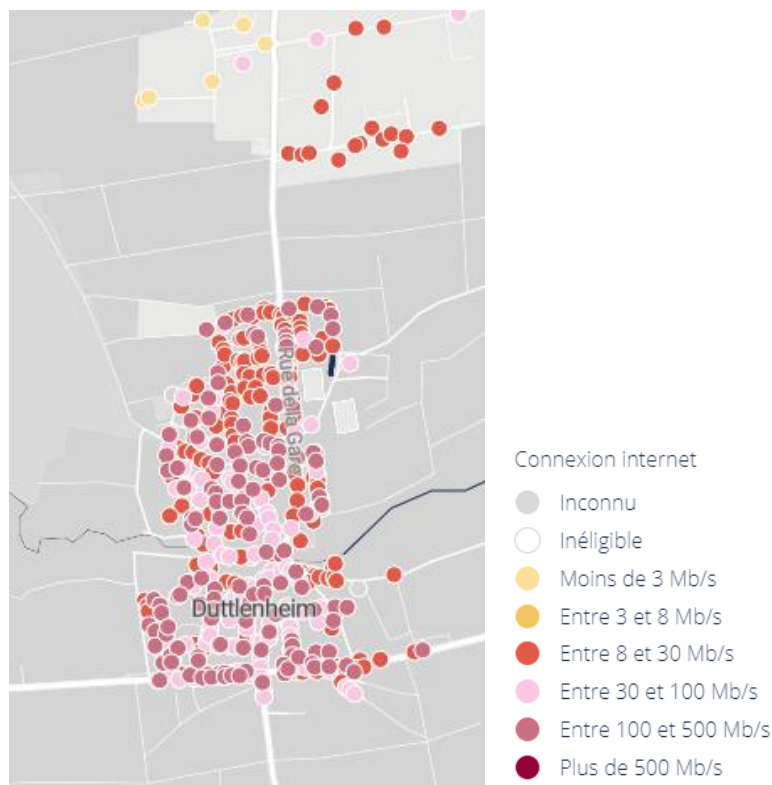 Rue de la Gare
Duttlenheim
Connexion internet
Inconnu
Inéligible
Moins de 3 Mb/s
Entre 3 et 8 Mb/s
Entre 8 et 30 Mb/s
Entre 30 et 100 Mb/s
Entre 100 et 500 Mb/s
Plus de 500 Mb/s